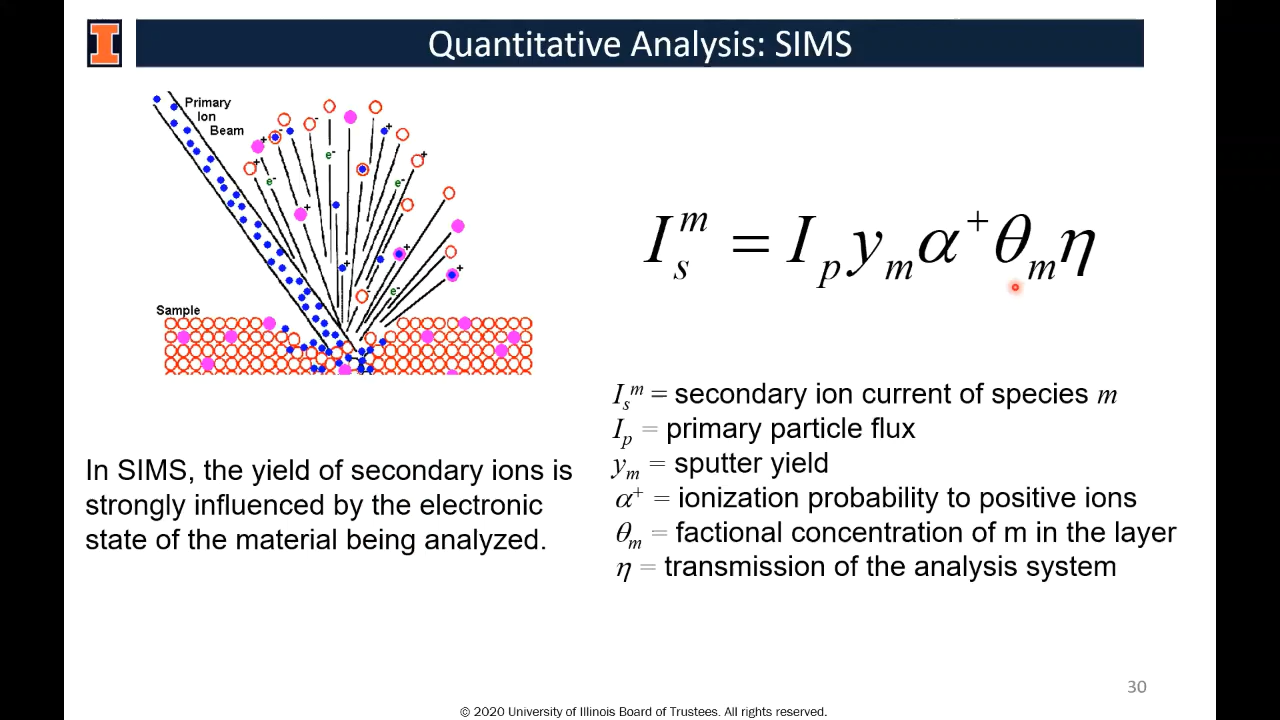 I
Quantitative Analysis: SIMS
Primary
Ion
Beam
e-
e-
e-
e-
Sample
I_s^m = I_p y_m α^+ θ_m η
In SIMS, the yield of secondary ions is
strongly influenced by the electronic
state of the material being analyzed.
I_s^m = secondary ion current of species m
I_p = primary particle flux
y_m = sputter yield
α^+ = ionization probability to positive ions
θ_m = factional concentration of m in the layer
η = transmission of the analysis system
30
© 2020 University of Illinois Board of Trustees. All rights reserved.